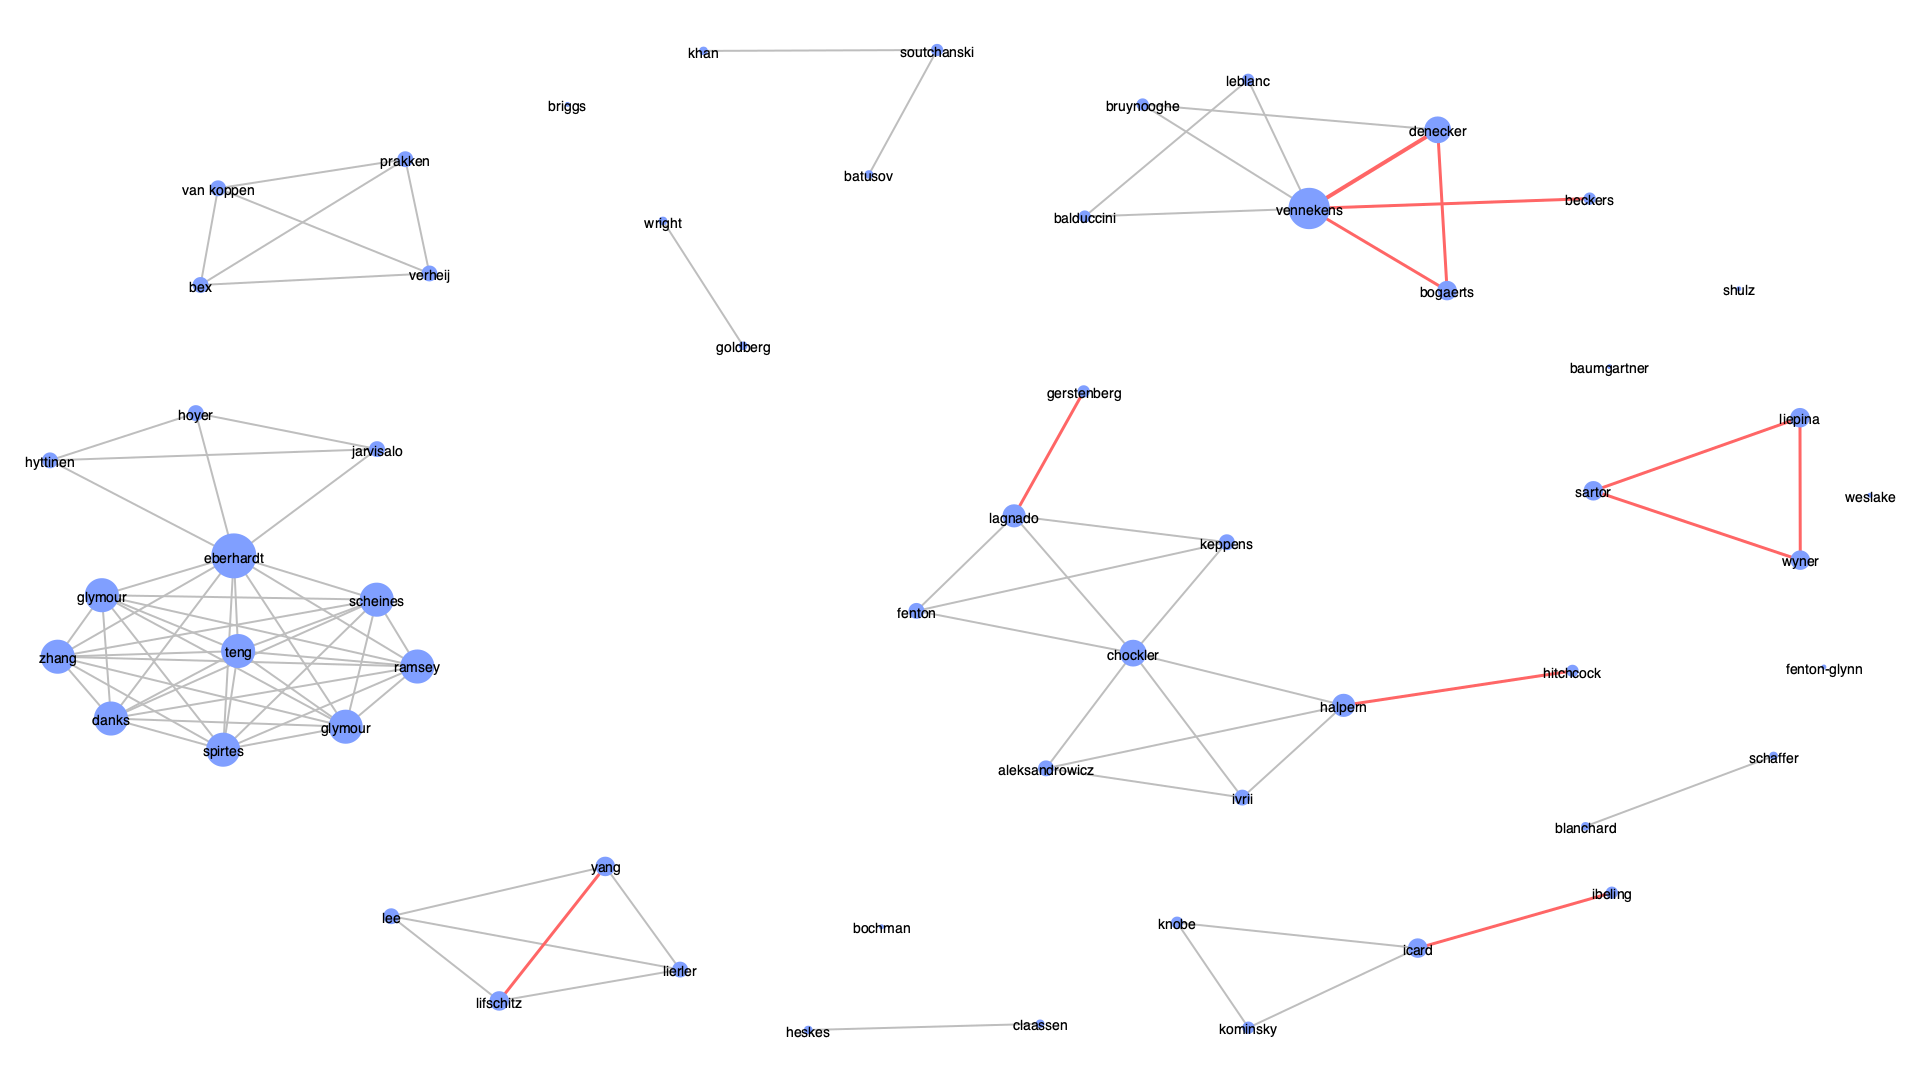 khan
soutchanski
leblanc
bruynooghe
briggs
denecker
prakken
batusov
van koppen
beckers
vennekens
balduccini
wright
verheij
bex
shulz
bogaerts
goldberg
baumgartner
gerstenberg
hoyer
liepina
jarvisalo
hyttinen
sartor
weslake
lagnado
keppens
eberhardt
wyner
glymour
scheines
fenton
teng
chockler
zhang
ramsey
fenton-glynn
hitchcock
halpern
danks
glymour
spirtes
schaffer
aleksandrowicz
ivrii
blanchard
yang
ibeling
lee
knobe
bochman
icard
lierler
lifschitz
claassen
kominsky
heskes